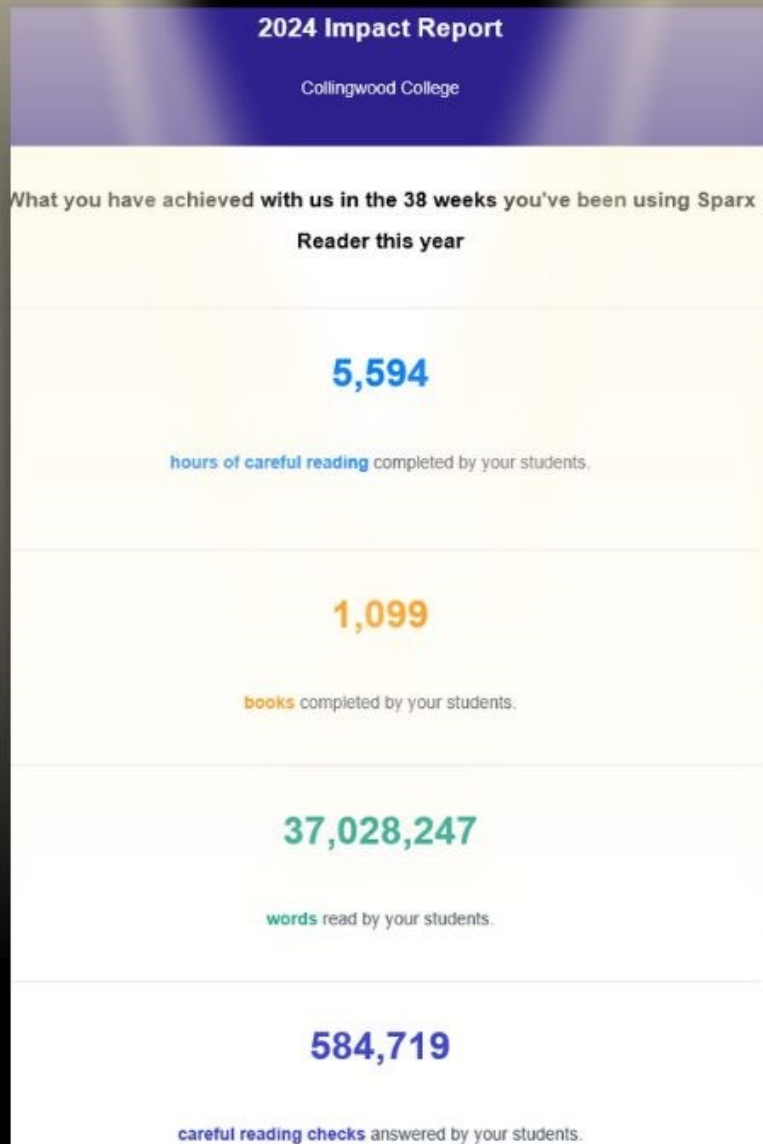 2024 Impact Report
Collingwood College
What you have achieved with us in the 38 weeks you've been using Sparx
Reader this year
5,594
hours of careful reading completed by your students.
1,099
books completed by your students.
37,028,247
words read by your students.
584,719
careful reading checks answered by your students.